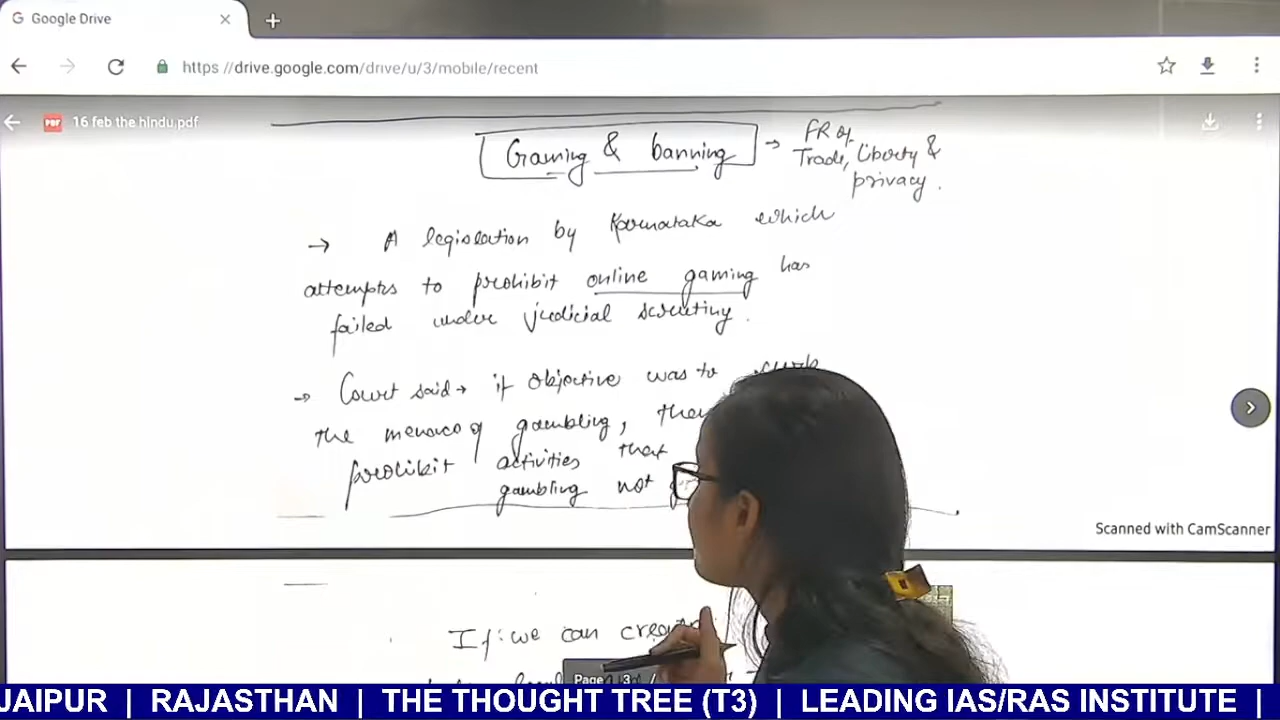 Google Drive
https://drive.google.com/drive/u/3/mobile/recent
16 feb the hindu.pdf
Gaming & banning → FR of
Trade, Liberty &
privacy.
→ A legislation by Karnataka which
attempts to prohibit online gaming has
failed under judicial scrutiny.
→ Court said → if objective was to curb
the menace of gambling,
prohibit activities that
gambling not
Scanned with CamScanner
If we can
Page 3 /
JAIPUR | RAJASTHAN | THE THOUGHT TREE (T3) | LEADING IAS/RAS INSTITUTE |